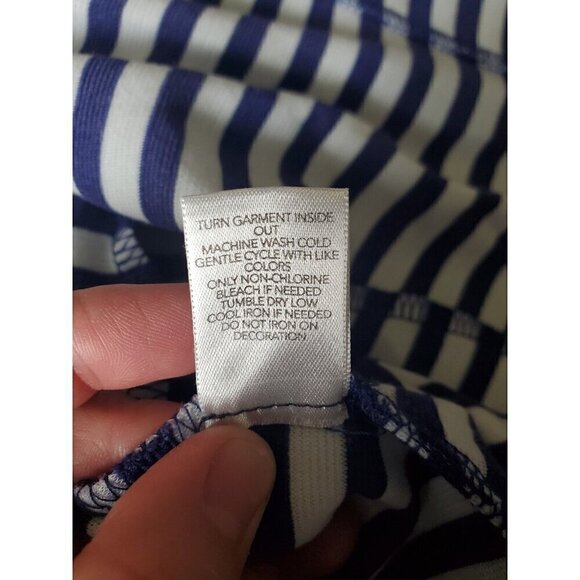 TURN GARMENT INSIDE
OUT
MACHINE WASH COLD
GENTLE CYCLE WITH LIKE
COLORS
ONLY NON-CHLORINE
BLEACH IF NEEDED
TUMBLE DRY LOW
COOL IRON IF NEEDED
DO NOT IRON ON
DECORATION